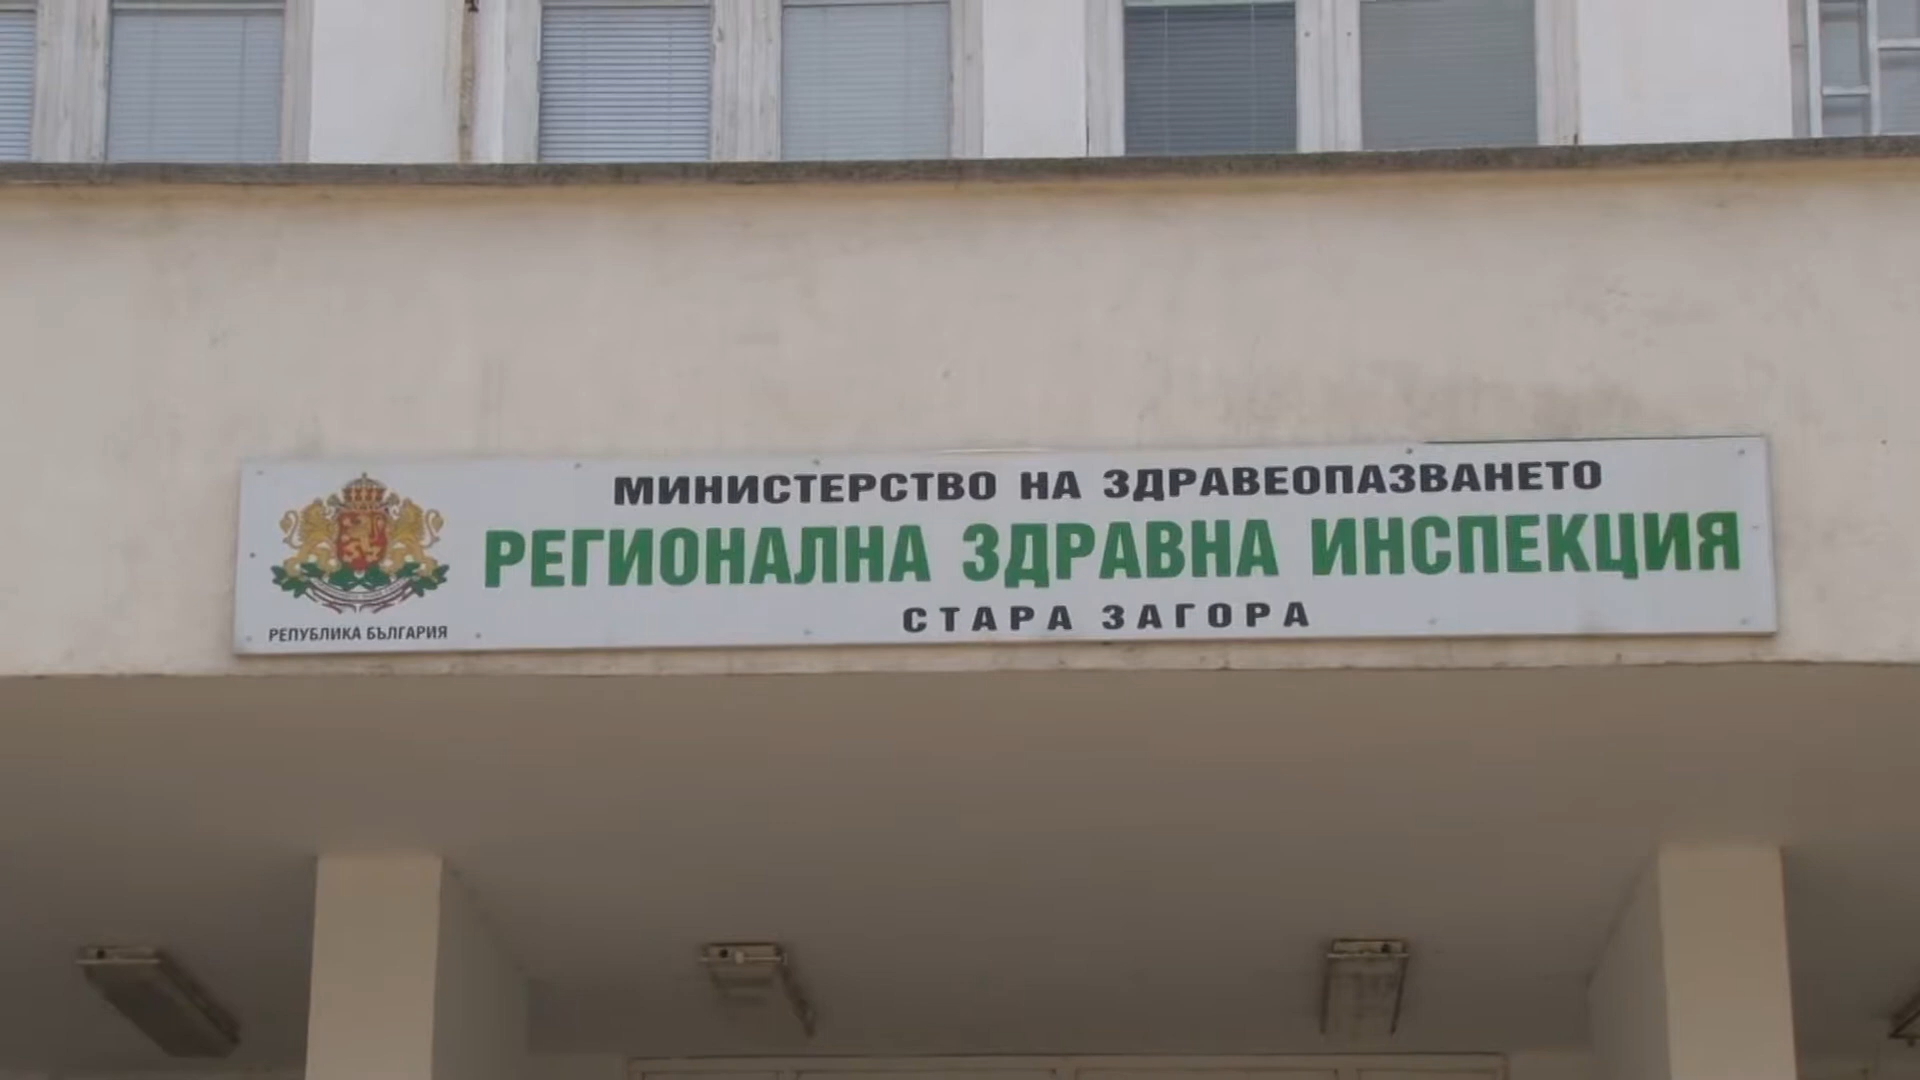 МИНИСТЕРСТВО НА ЗДРАВЕОПАЗВАНЕТО
РЕГИОНАЛНА ЗДРАВНА ИНСПЕКЦИЯ
СТАРА ЗАГОРА
РЕПУБЛИКА БЪЛГАРИЯ